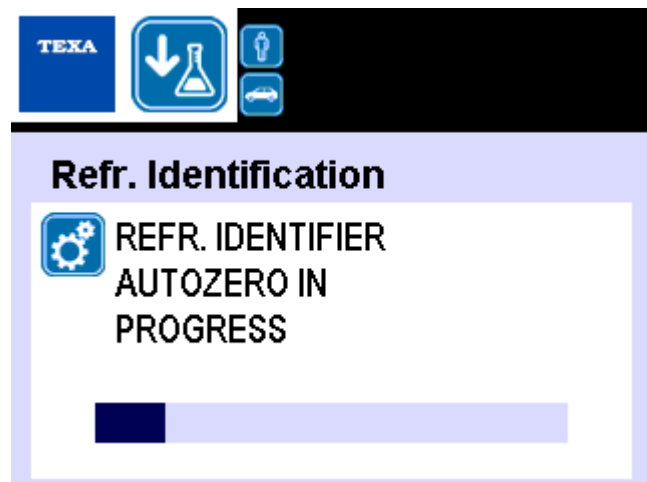 TEXA
Refr. Identification
REFR. IDENTIFIER
AUTOZERO IN
PROGRESS